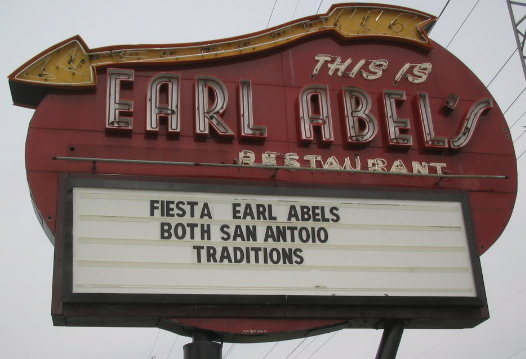 THIS IS
EARL ABEL'S
RESTAURANT
FIESTA EARL ABELS
BOTH SAN ANTOIO
TRADITIONS